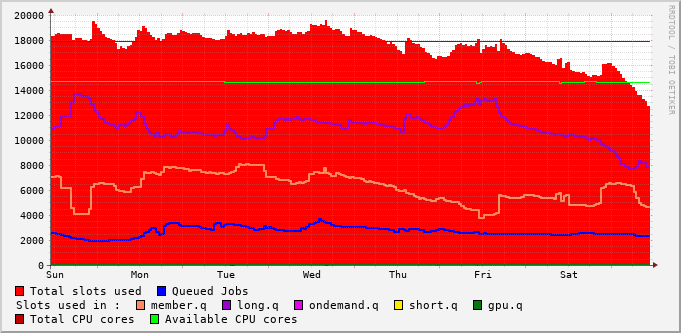 20000
18000
16000
14000
12000
10000
8000
6000
4000
2000
0
Sun Mon Tue Wed Thu Fri Sat
RRDTOOL / TOBI OETIKER
Total slots used Queued Jobs
Slots used in : member.q long.q ondemand.q short.q gpu.q
Total CPU cores Available CPU cores